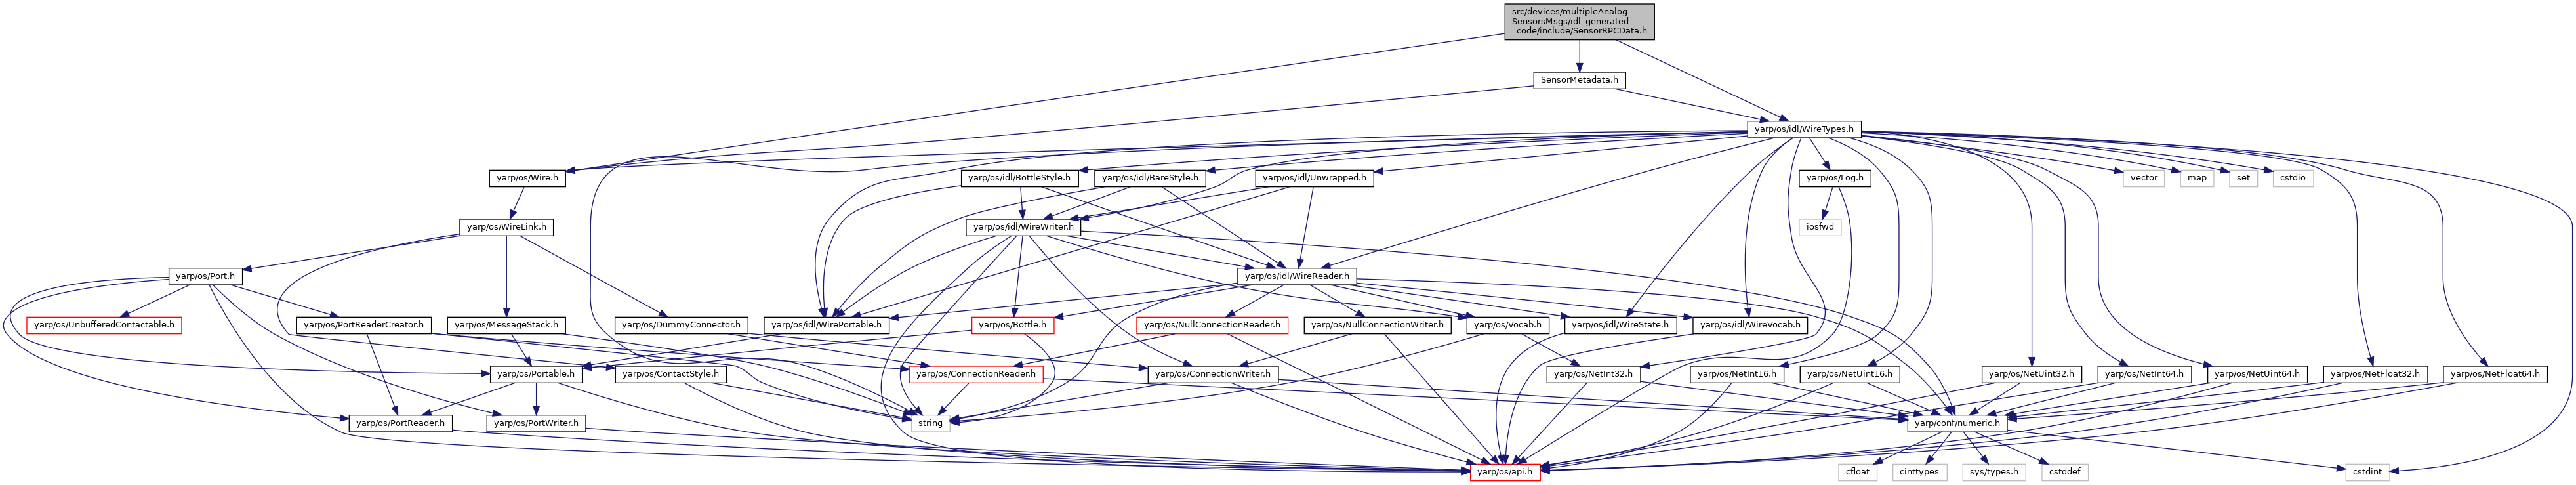 src/devices/multipleAnalog
SensorsMsgs/idl_generated
_code/include/SensorRPCData.h
SensorMetadata.h
yarp/os/idl/WireTypes.h
yarp/os/Wire.h
yarp/os/idl/BottleStyle.h
yarp/os/idl/BareStyle.h
yarp/os/idl/Unwrapped.h
yarp/os/Log.h
vector
map
set
cstdio
yarp/os/WireLink.h
yarp/os/idl/WireWriter.h
iosfwd
yarp/os/Port.h
yarp/os/idl/WireReader.h
yarp/os/UnbufferedContactable.h
yarp/os/PortReaderCreator.h
yarp/os/MessageStack.h
yarp/os/DummyConnector.h
yarp/os/idl/WirePortable.h
yarp/os/Bottle.h
yarp/os/NullConnectionReader.h
yarp/os/NullConnectionWriter.h
yarp/os/Vocab.h
yarp/os/idl/WireState.h
yarp/os/idl/WireVocab.h
yarp/os/Portable.h
yarp/os/ContactStyle.h
yarp/os/ConnectionReader.h
yarp/os/ConnectionWriter.h
yarp/os/NetInt32.h
yarp/os/NetInt16.h
yarp/os/NetUint16.h
yarp/os/NetUint32.h
yarp/os/NetInt64.h
yarp/os/NetUint64.h
yarp/os/NetFloat32.h
yarp/os/NetFloat64.h
yarp/os/PortReader.h
yarp/os/PortWriter.h
string
yarp/conf/numeric.h
yarp/os/api.h
cfloat
cinttypes
sys/types.h
cstddef
cstdint